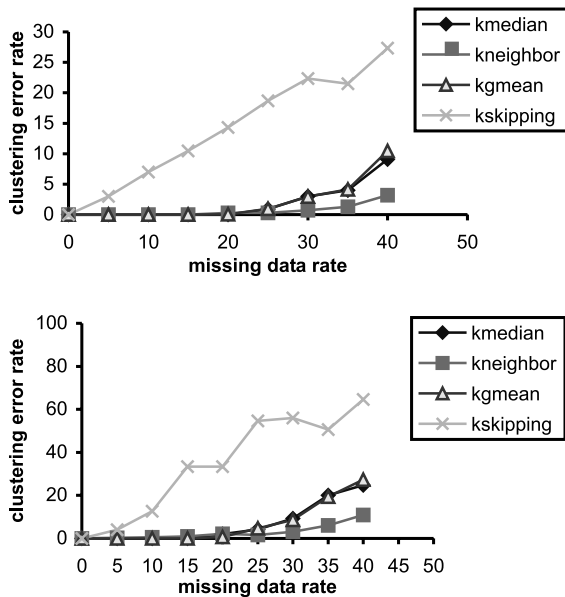 30
25
20
15
10
5
0
clustering error rate
0 10 20 30 40 50
missing data rate
kmedian
kneighbor
kgmean
kskipping
100
80
60
40
20
0
clustering error rate
0 5 10 15 20 25 30 35 40 45 50
missing data rate
kmedian
kneighbor
kgmean
kskipping